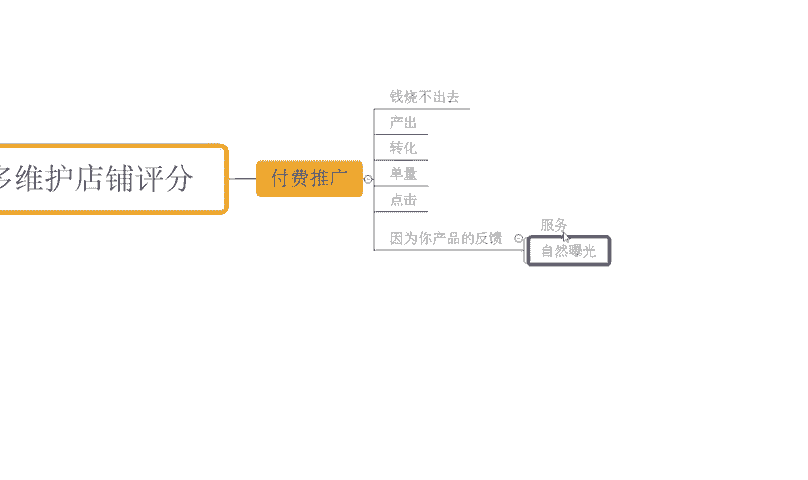 维护店铺评分
付费推广
钱烧不出去
产出
转化
单量
点击
因为你产品的反馈
服务
自然曝光